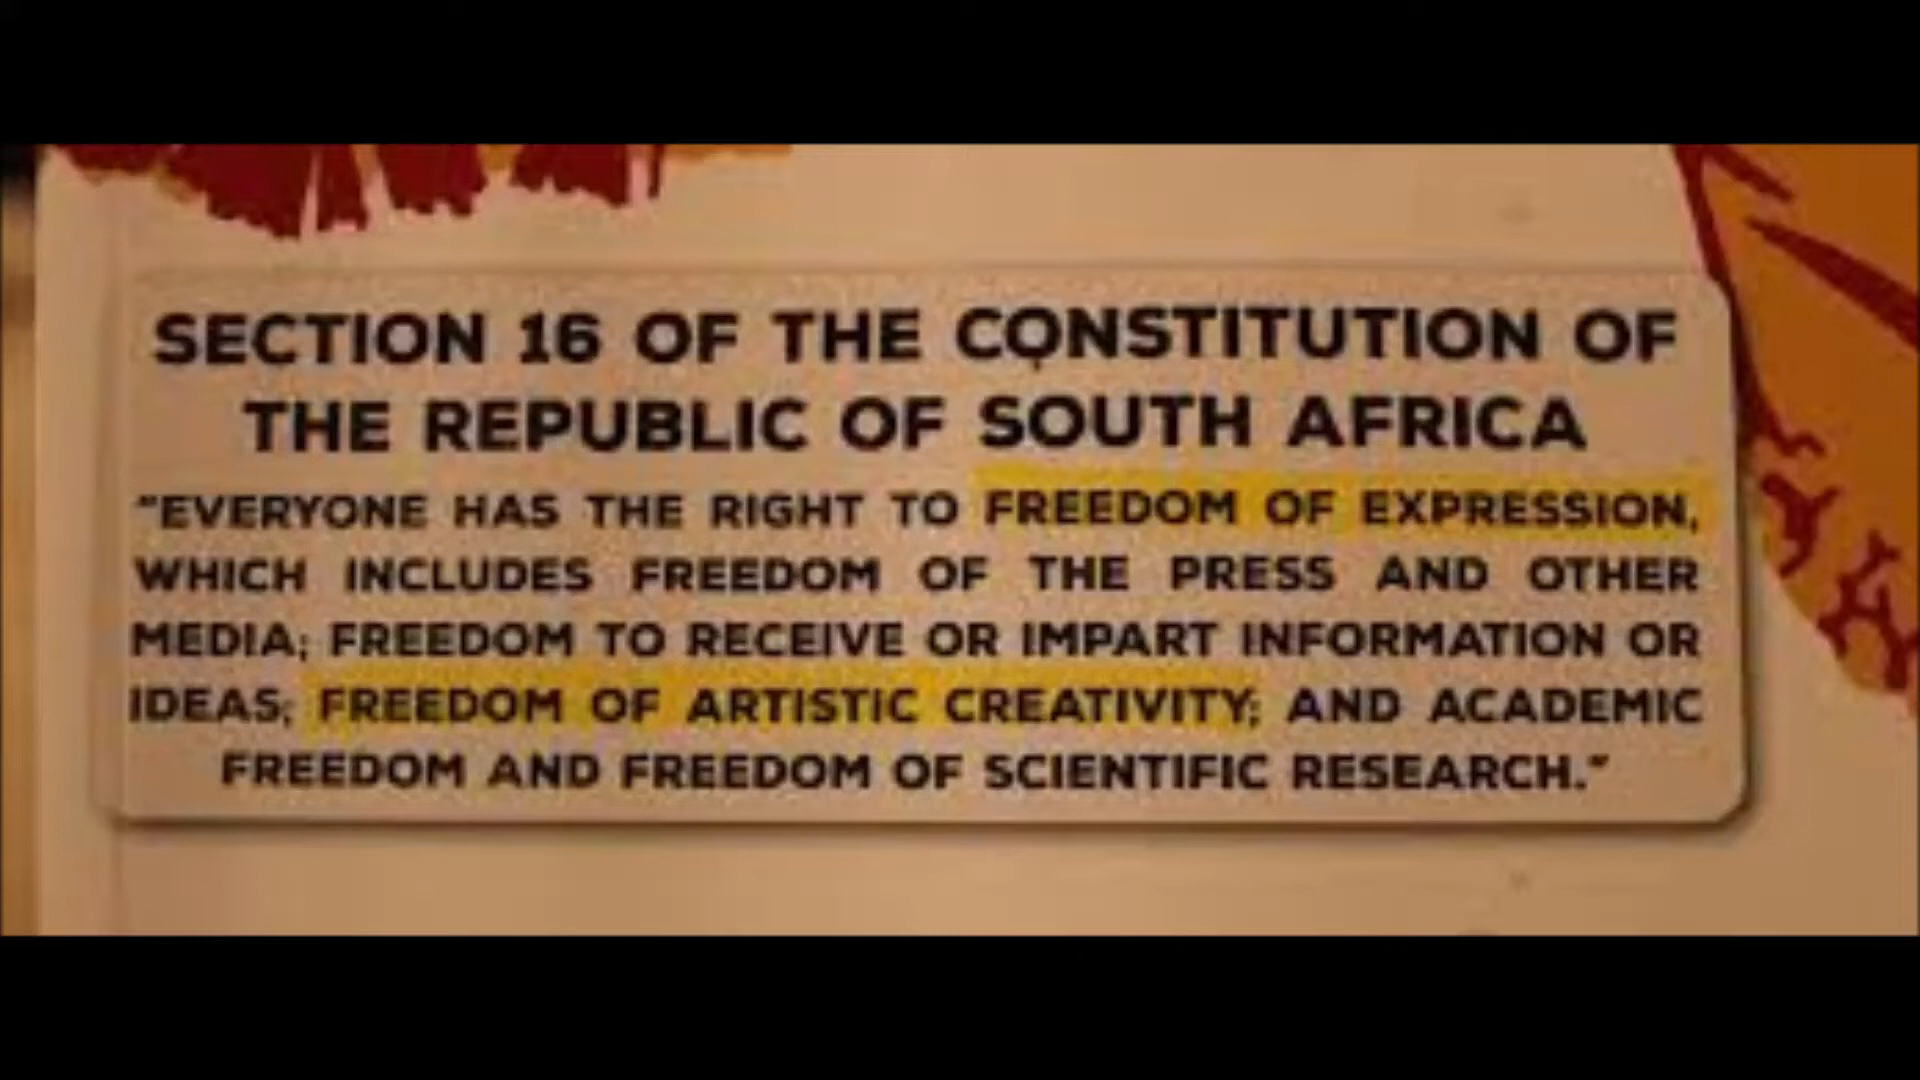 SECTION 16 OF THE CONSTITUTION OF
THE REPUBLIC OF SOUTH AFRICA
"EVERYONE HAS THE RIGHT TO FREEDOM OF EXPRESSION,
WHICH INCLUDES FREEDOM OF THE PRESS AND OTHER
MEDIA; FREEDOM TO RECEIVE OR IMPART INFORMATION OR
IDEAS; FREEDOM OF ARTISTIC CREATIVITY; AND ACADEMIC
FREEDOM AND FREEDOM OF SCIENTIFIC RESEARCH."